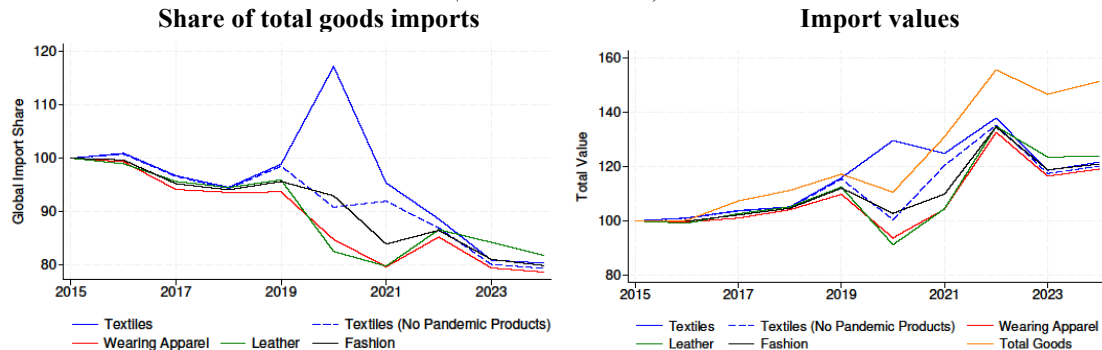 Share of total goods imports
Import values
120
110
100
90
80
Global Import Share
2015
2017
2019
2021
2023
Textiles
Textiles (No Pandemic Products)
Wearing Apparel
Leather
Fashion
160
140
120
100
80
Total Value
2015
2017
2019
2021
2023
Textiles
Textiles (No Pandemic Products)
Wearing Apparel
Leather
Fashion
Total Goods